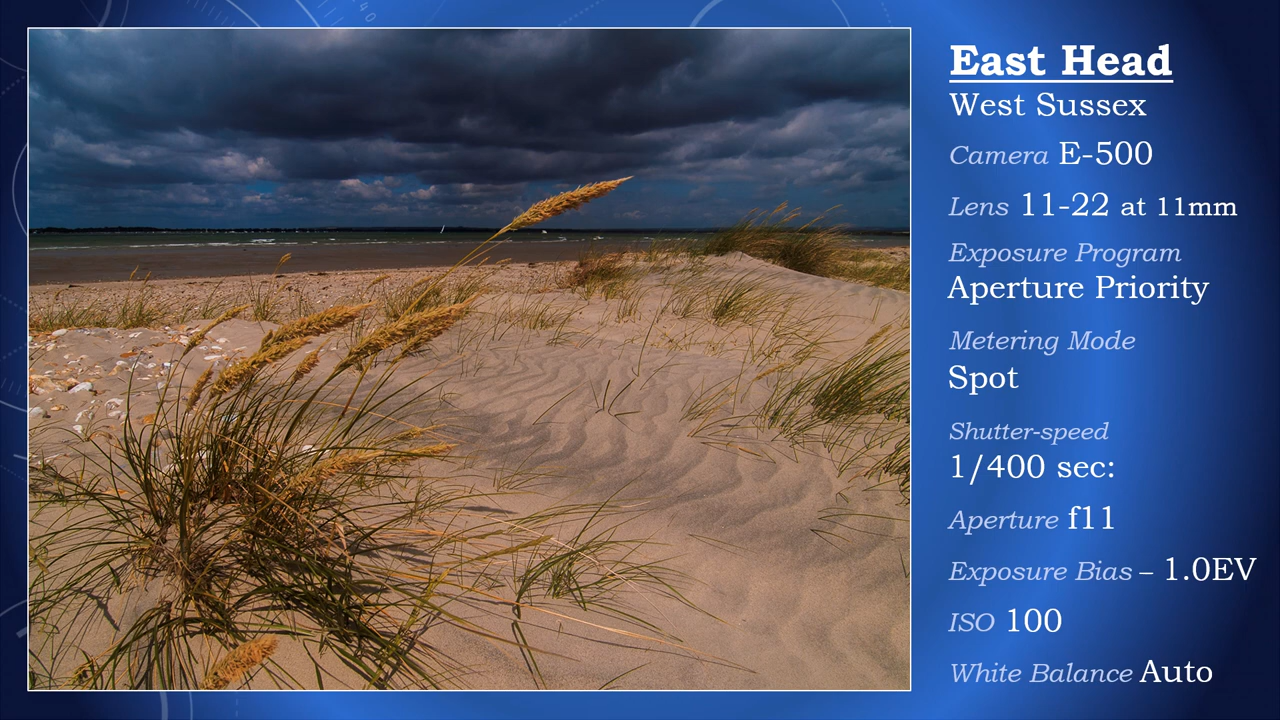 East Head
West Sussex
Camera E-500
Lens 11-22 at 11mm
Exposure Program
Aperture Priority
Metering Mode
Spot
Shutter-speed
1/400 sec:
Aperture f11
Exposure Bias – 1.0EV
ISO 100
White Balance Auto
40